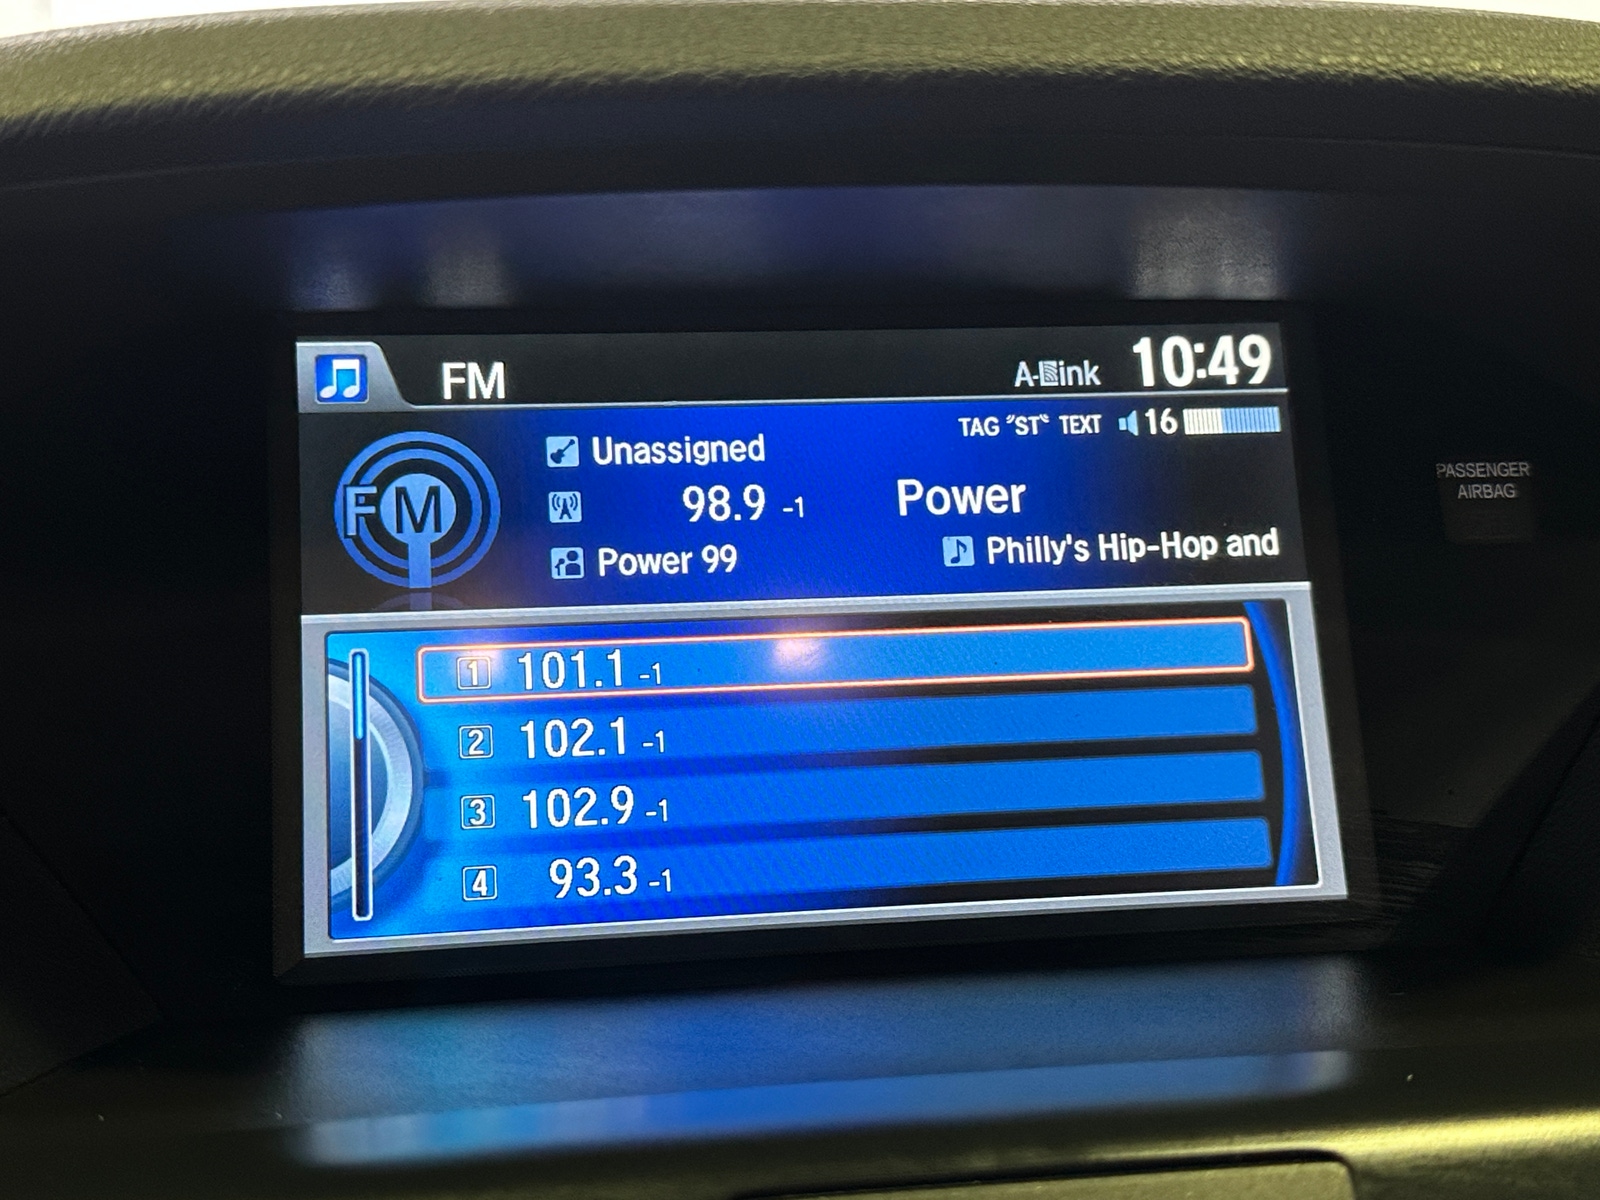 FM
A-Link 10:49
TAG "ST" TEXT 16
Unassigned
FM
98.9 -1 Power
Power 99 Philly's Hip-Hop and
1 101.1 -1
2 102.1 -1
3 102.9 -1
4 93.3 -1
PASSENGER
AIRBAG